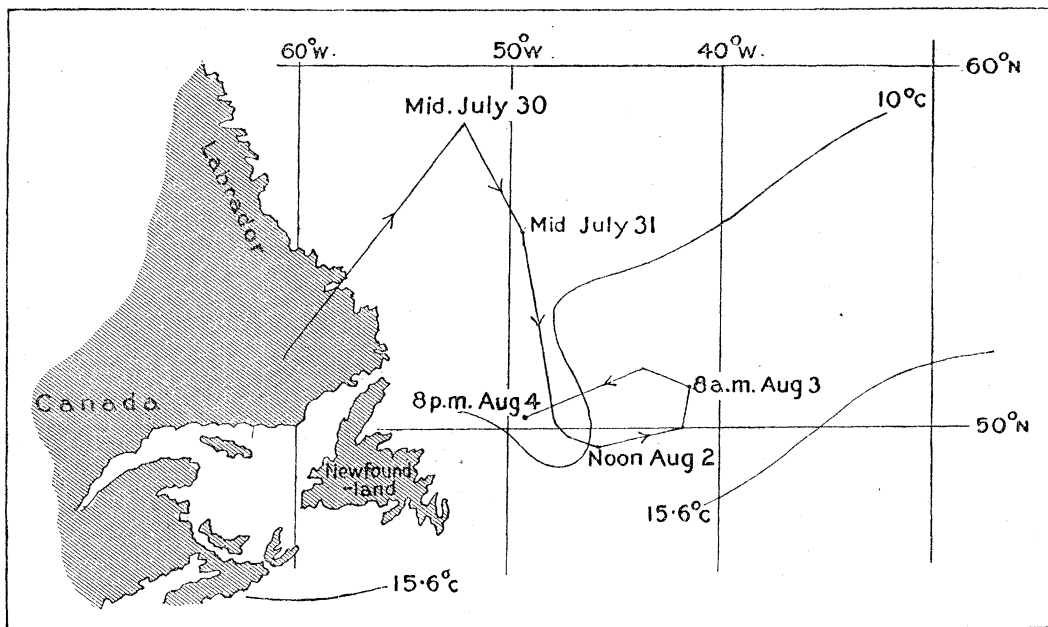 60°W.
50°W.
40°W.
60°N
Mid. July 30
10°C
Labrador
Mid July 31
8 a.m. Aug 3
8 p.m. Aug 4
Canada
50°N
Noon Aug 2
Newfound-
-land
15·6°C
15·6°C